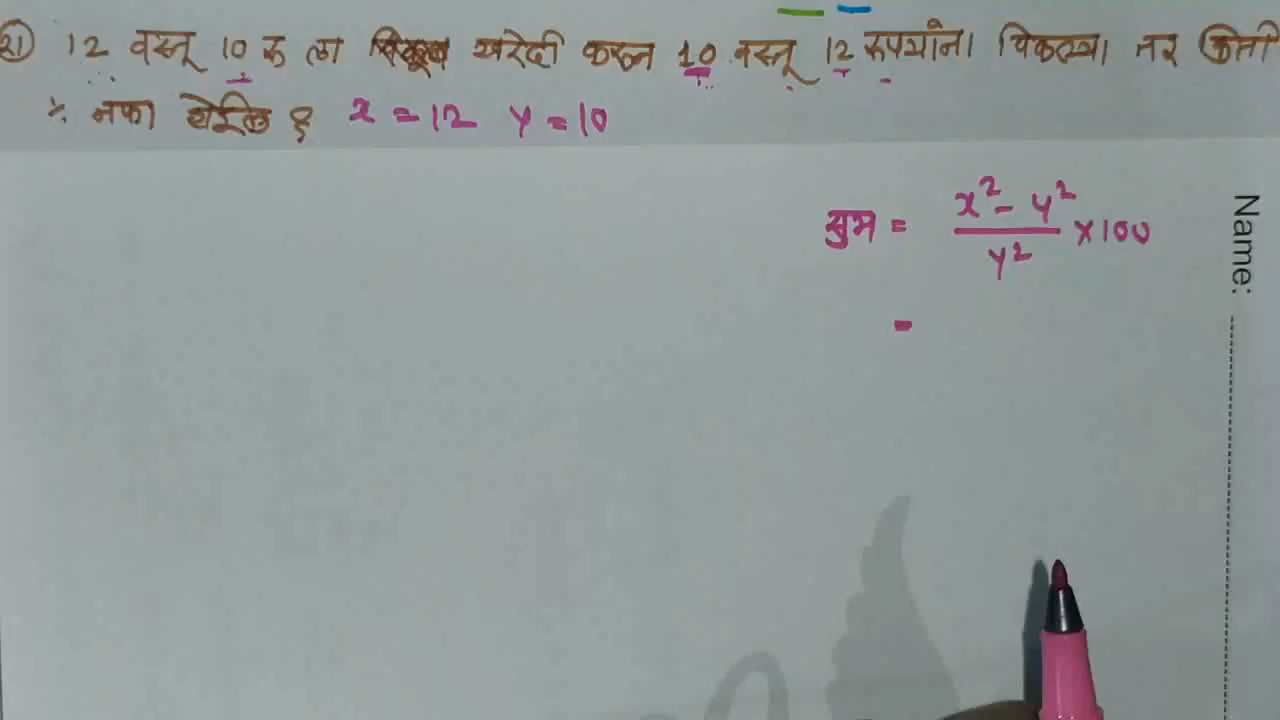 21 12 वस्तू 10 रु ला खरेदी करून 10 वस्तू 12 रुपयांना विकल्या तर किती
% नफा होईल ? x = 12 y = 10
सुत्र = x² - y² / y² × 100
=
Name: